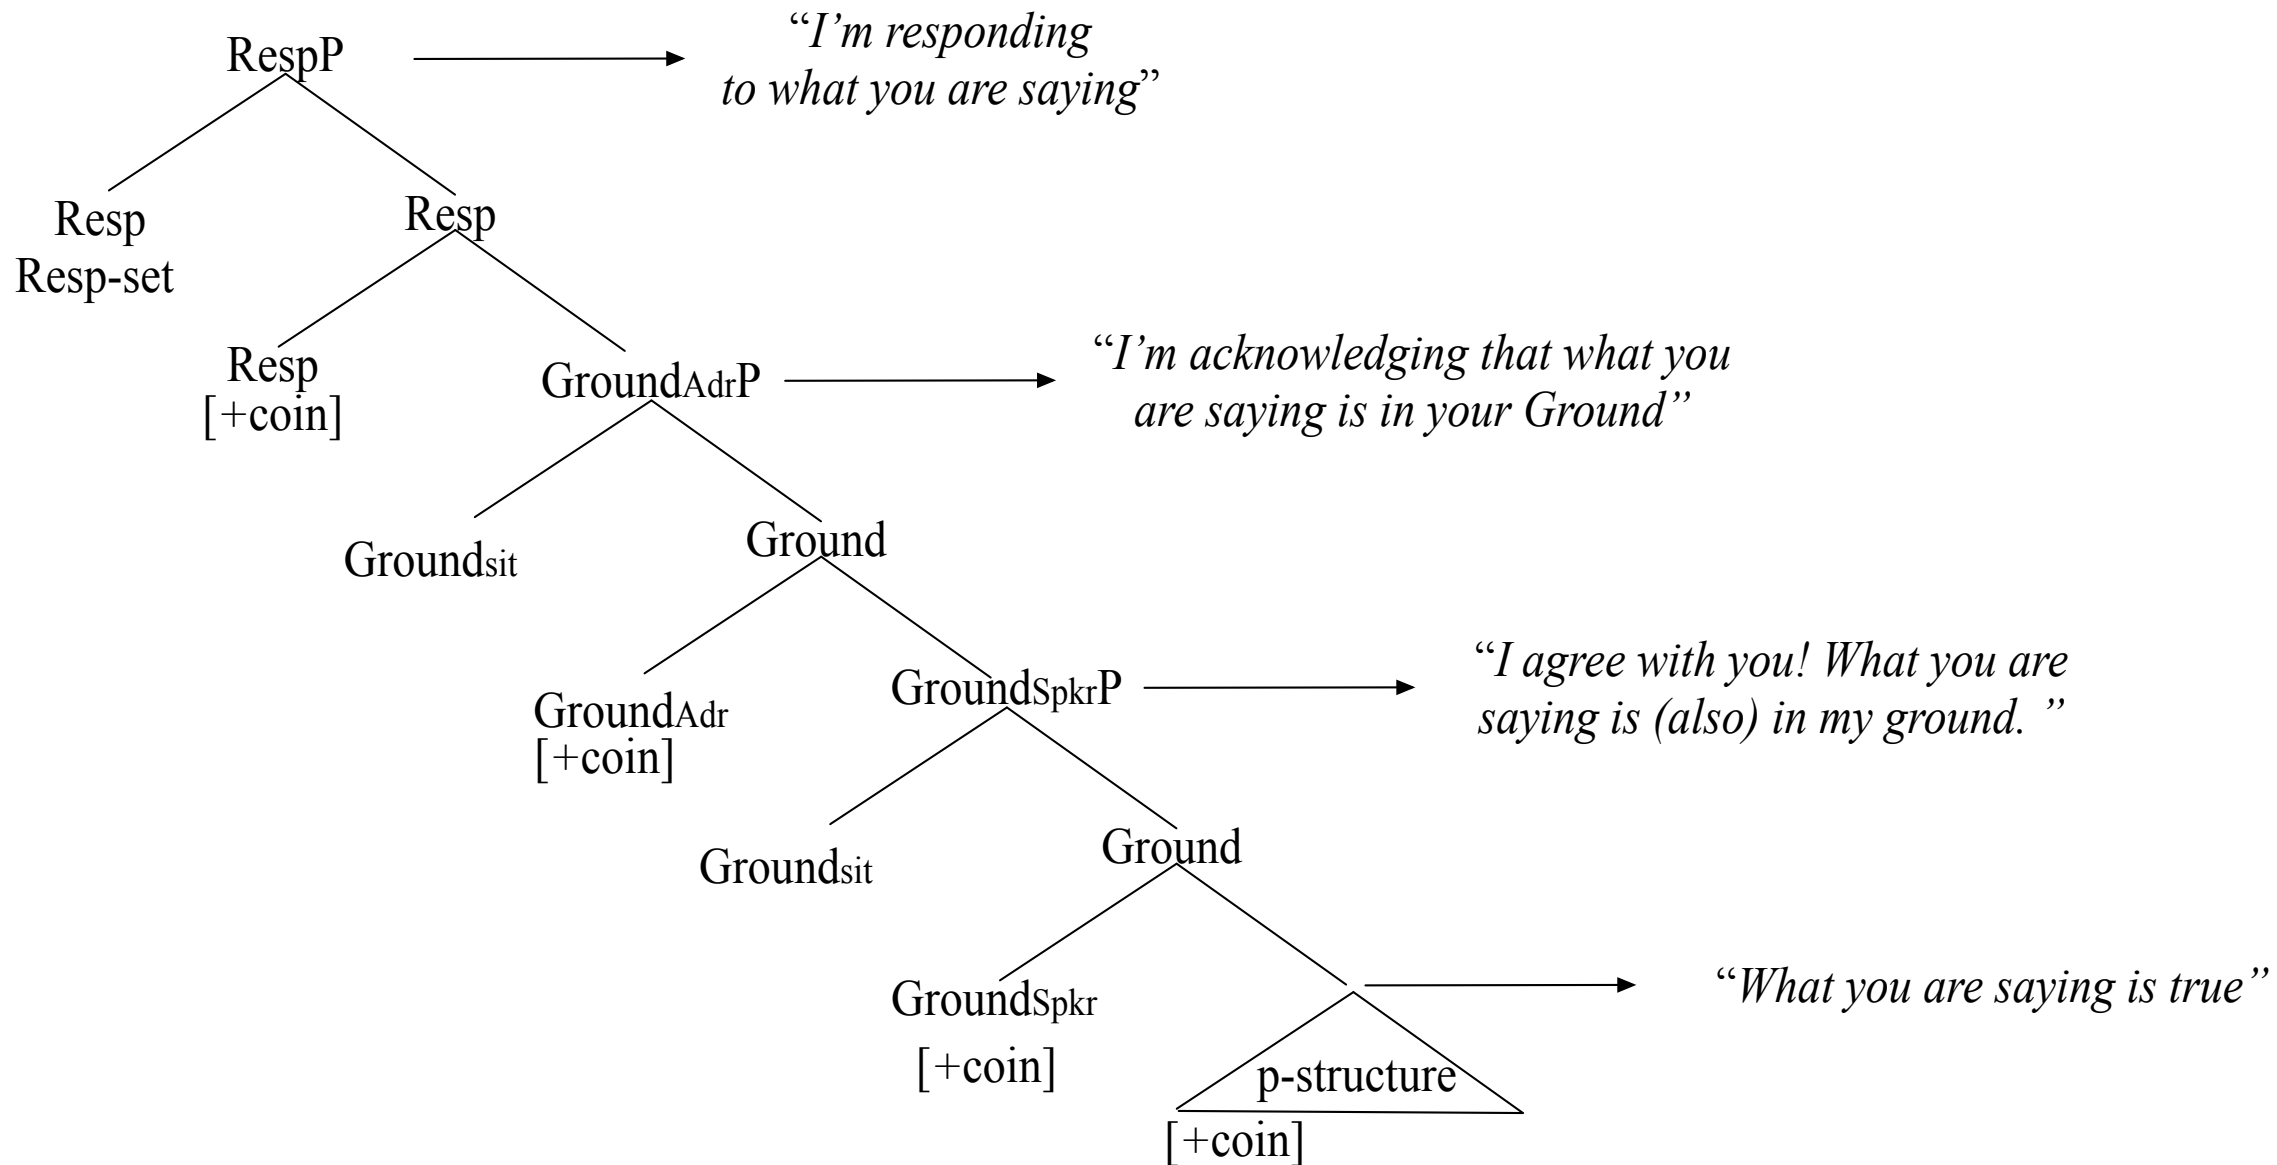 RespP
“I’m responding
to what you are saying”
Resp
Resp-set
Resp
Resp
[+coin]
GroundAdrP
“I’m acknowledging that what you
are saying is in your Ground”
Groundsit
Ground
GroundAdr
[+coin]
GroundSpkrP
“I agree with you! What you are
saying is (also) in my ground. ”
Groundsit
Ground
GroundSpkr
[+coin]
“What you are saying is true”
p-structure
[+coin]